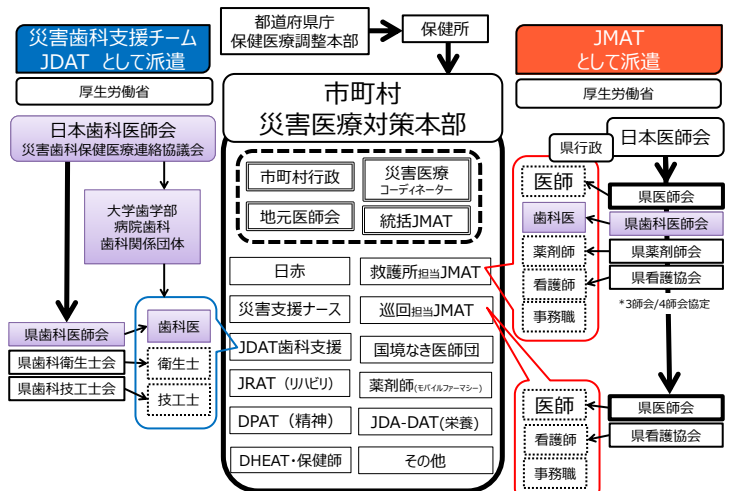 都道府県庁
保健医療調整本部
保健所
災害歯科支援チーム
JDAT として派遣
厚生労働省
日本歯科医師会
災害歯科保健医療連絡協議会
大学歯学部
病院歯科
歯科関係団体
県歯科医師会
県歯科衛生士会
県歯科技工士会
歯科医
衛生士
技工士
市町村
災害医療対策本部
市町村行政
災害医療
コーディネーター
地元医師会
統括JMAT
日赤
救護所担当JMAT
災害支援ナース
巡回担当JMAT
JDAT歯科支援
国境なき医師団
JRAT（リハビリ）
薬剤師(モバイルファーマシー)
DPAT（精神）
JDA-DAT(栄養)
DHEAT・保健師
その他
JMAT
として派遣
厚生労働省
県行政
日本医師会
医師
県医師会
歯科医
県歯科医師会
薬剤師
県薬剤師会
看護師
県看護協会
事務職
*3師会/4師会協定
医師
県医師会
看護師
県看護協会
事務職